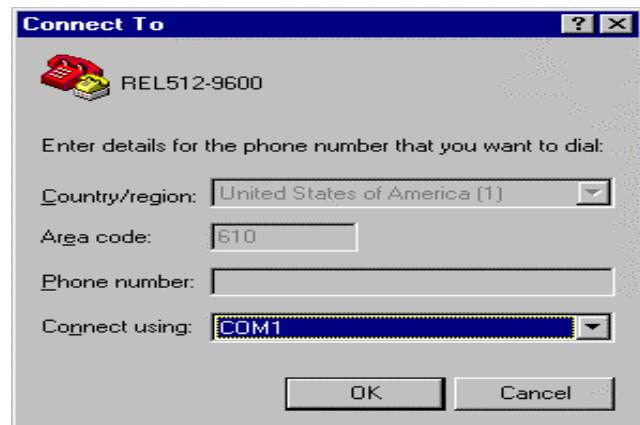 Connect To
REL512-9600
Enter details for the phone number that you want to dial:
Country/region: United States of America (1)
Area code: 610
Phone number:
Connect using: COM1
OK Cancel